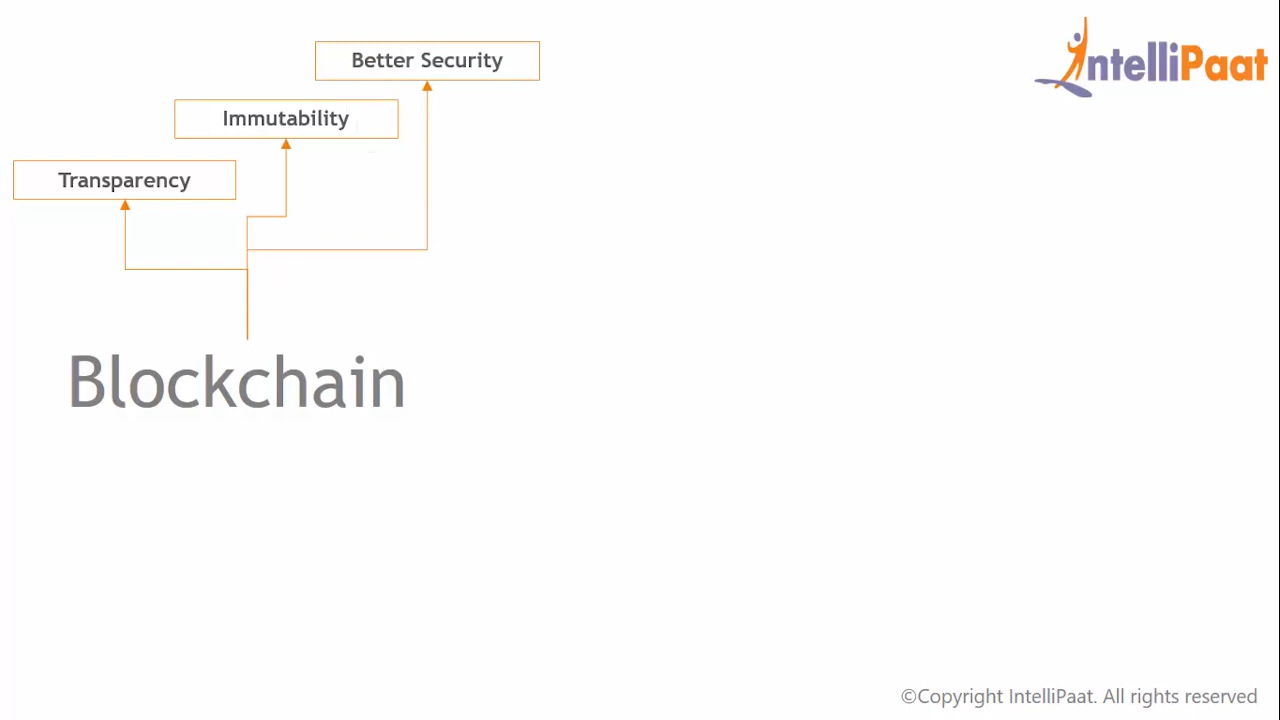 Better Security
IntelliPaat
Immutability
Transparency
Blockchain
©Copyright IntelliPaat. All rights reserved